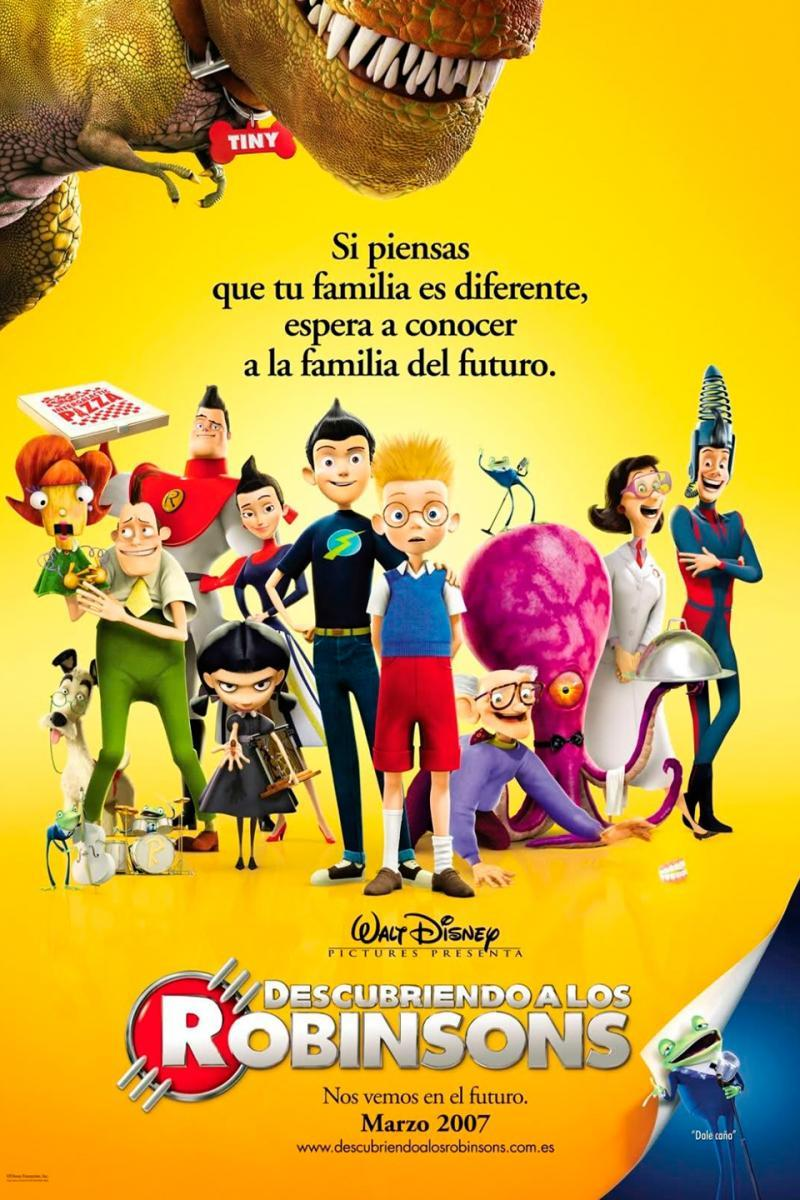 TINY
Si piensas
que tu familia es diferente,
espera a conocer
a la familia del futuro.
PIZZA
R
R
WALT DISNEY
PICTURES PRESENTA
DESCUBRIENDO A LOS
ROBINSONS
Nos vemos en el futuro.
Marzo 2007
www.descubriendoalosrobinsons.com.es
"Dale caña"